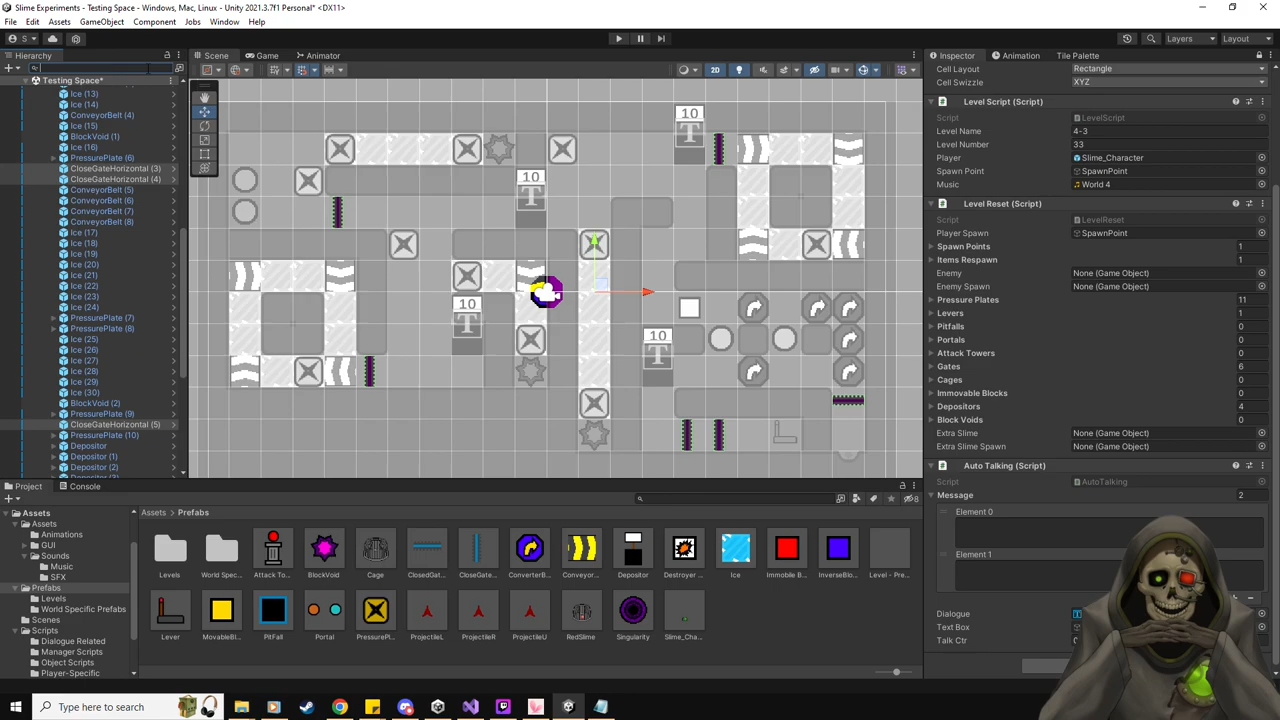 Slime Experiments - Testing Space - Windows, Mac, Linux - Unity 2021.3.7f1 Personal* <DX11>
File Edit Assets GameObject Component Jobs Window Help
S
Layers Layout
Hierarchy
Testing Space*
Ice (13)
Ice (14)
ConveyorBelt (4)
Ice (15)
BlockVoid (1)
Ice (16)
PressurePlate (6)
CloseGateHorizontal (3)
CloseGateHorizontal (4)
ConveyorBelt (5)
ConveyorBelt (6)
ConveyorBelt (7)
ConveyorBelt (8)
Ice (17)
Ice (18)
Ice (19)
Ice (20)
Ice (21)
Ice (22)
Ice (23)
Ice (24)
PressurePlate (7)
PressurePlate (8)
Ice (25)
Ice (26)
Ice (27)
Ice (28)
Ice (29)
Ice (30)
BlockVoid (2)
PressurePlate (9)
CloseGateHorizontal (5)
PressurePlate (10)
Depositor
Depositor (1)
Depositor (2)
Depositor (3)
Scene Game Animator
2D
10
T
10
T
10
T
10
T
Inspector Animation Tile Palette
Cell Layout Rectangle
Cell Swizzle XYZ
Level Script (Script)
Script LevelScript
Level Name 4-3
Level Number 33
Player Slime_Character
Spawn Point SpawnPoint
Music World 4
Level Reset (Script)
Script LevelReset
Player Spawn SpawnPoint
Spawn Points 1
Items Respawn 1
Enemy None (Game Object)
Enemy Spawn None (Game Object)
Pressure Plates 11
Levers 1
Pitfalls 0
Portals 0
Attack Towers 0
Gates 6
Cages 0
Immovable Blocks 0
Depositors 4
Block Voids 0
Extra Slime None (Game Object)
Extra Slime Spawn None (Game Object)
Auto Talking (Script)
Script AutoTalking
Message 2
Element 0
Element 1
Dialogue
Text Box
Talk Ctr
Project Console
Assets
Assets
Animations
GUI
Sounds
Music
SFX
Prefabs
Levels
World Specific Prefabs
Scenes
Scripts
Dialogue Related
Manager Scripts
Object Scripts
Player-Specific
Assets > Prefabs
8
Levels World Spec... Attack To... BlockVoid Cage ClosedGat... CloseGate... ConverterB... Conveyor... Depositor Destroyer ... Ice Immobile B... InverseBlo... Level - Pre...
Lever MovableBl... PitFall Portal PressurePl... ProjectileL ProjectileR ProjectileU RedSlime Singularity Slime_Cha...
Type here to search